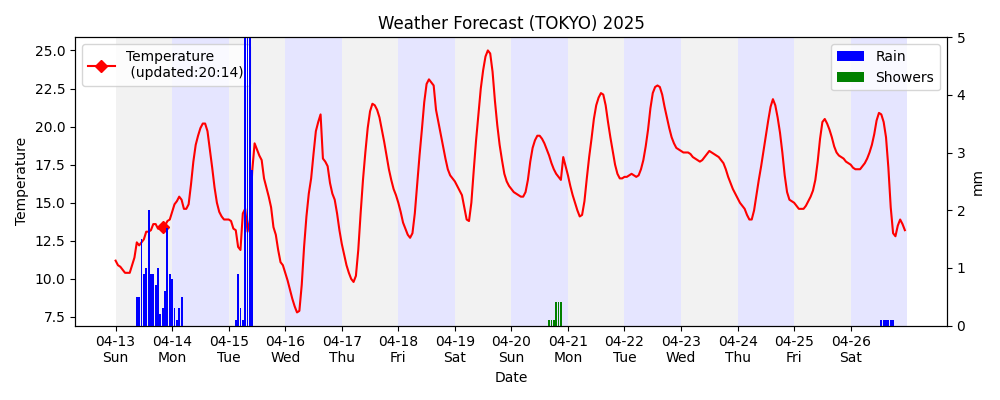 Weather Forecast (TOKYO) 2025
Temperature
(updated:20:14)
Rain
Showers
25.0
22.5
20.0
17.5
15.0
12.5
10.0
7.5
Temperature
5
4
3
2
1
0
mm
04-13 04-14 04-15 04-16 04-17 04-18 04-19 04-20 04-21 04-22 04-23 04-24 04-25 04-26
Sun Mon Tue Wed Thu Fri Sat Sun Mon Tue Wed Thu Fri Sat
Date